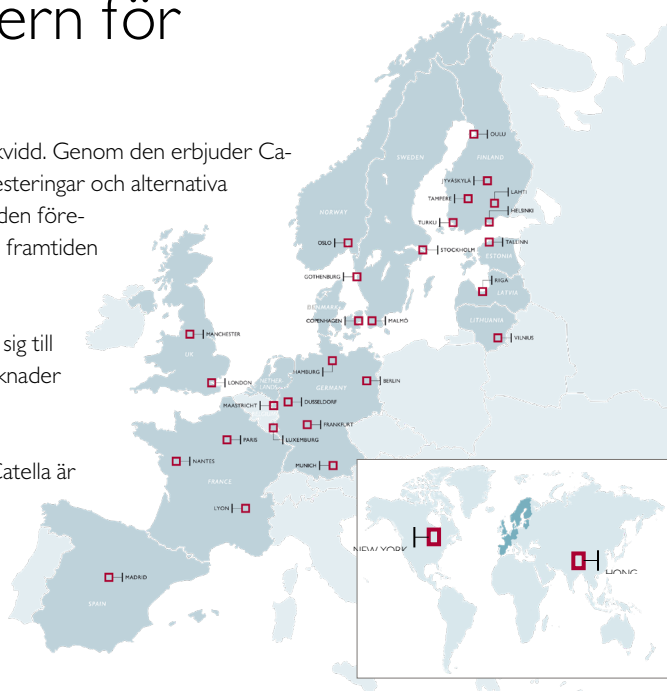 ern för
kvidd. Genom den erbjuder Ca-
esteringar och alternativa
den före-
framtiden
sig till
knader
Catella är
OULU
SWEDEN
FINLAND
JYVÄSKYLÄ
LAHTI
TAMPERE
HELSINKI
NORWAY
TURKU
OSLO
STOCKHOLM
TALLINN
ESTONIA
GOTHENBURG
RIGA
LATVIA
DENMARK
COPENHAGEN
MALMÖ
LITHUANIA
MANCHESTER
VILNIUS
UK
HAMBURG
LONDON
NETHER-
LANDS
GERMANY
BERLIN
MAASTRICHT
DUSSELDORF
FRANKFURT
PARIS
LUXEMBURG
NANTES
MUNICH
FRANCE
LYON
NEW YORK
HONG
MADRID
SPAIN